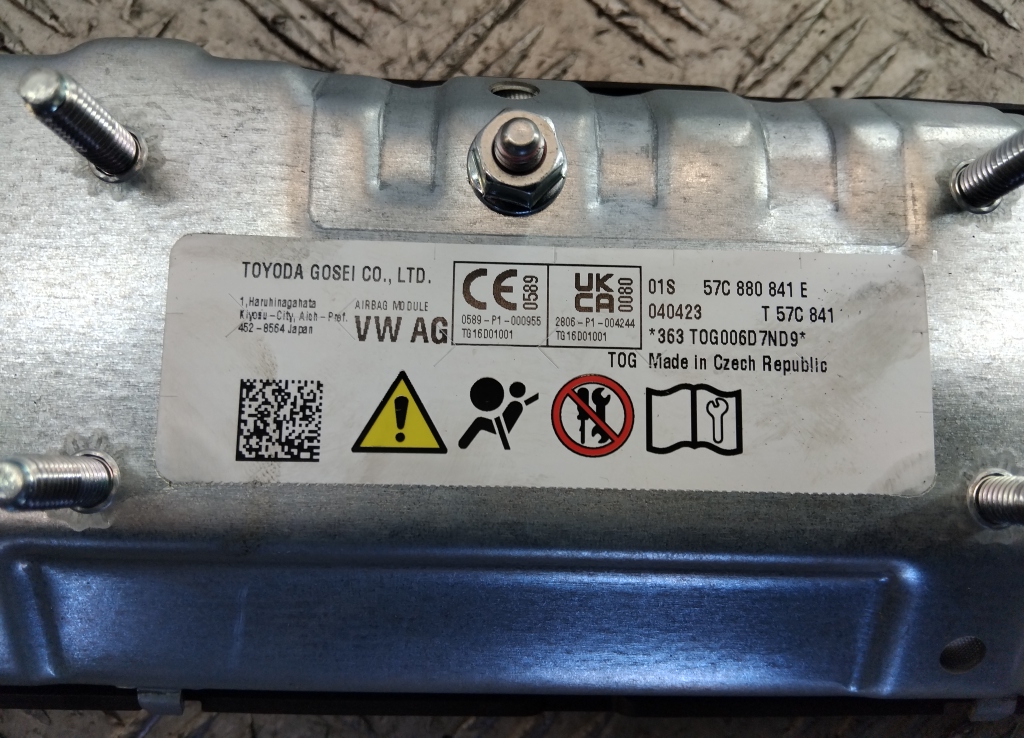 TOYODA GOSEI CO., LTD.
1,Haruhinagahata
Kiyosu-City, Aich-Pref.
452-8564 Japan
AIRBAG MODULE
VW AG
CE 0589
0589-P1-000955
TG16D01001
UK CA 0080
2806-P1-004244
TG16D01001
01S 57C 880 841 E
040423 T 57C 841
*363 TOG006D7ND9*
TOG Made in Czech Republic